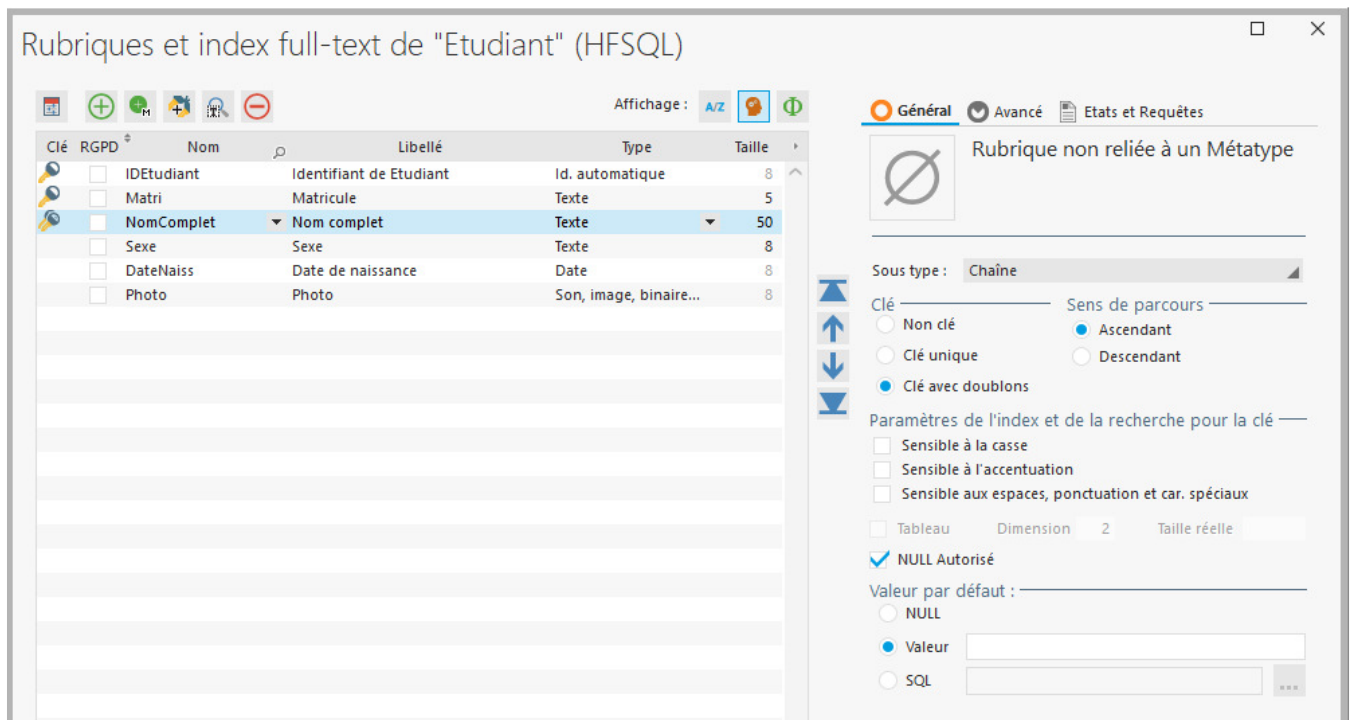 Rubriques et index full-text de "Etudiant" (HFSQL)
Affichage : A/Z Φ
Clé RGPD Nom Libellé Type Taille
IDEtudiant Identifiant de Etudiant Id. automatique 8
Matri Matricule Texte 5
NomComplet Nom complet Texte 50
Sexe Sexe Texte 8
DateNaiss Date de naissance Date 8
Photo Photo Son, image, binaire... 8
Général Avancé Etats et Requêtes
Rubrique non reliée à un Métatype
Sous type : Chaîne
Clé Sens de parcours
Non clé Ascendant
Clé unique Descendant
Clé avec doublons
Paramètres de l'index et de la recherche pour la clé
Sensible à la casse
Sensible à l'accentuation
Sensible aux espaces, ponctuation et car. spéciaux
Tableau Dimension 2 Taille réelle
NULL Autorisé
Valeur par défaut :
NULL
Valeur
SQL ...